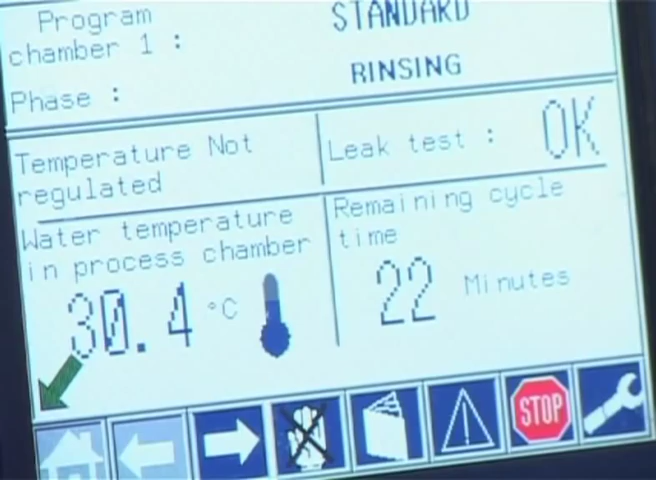 Program
chamber 1 :
STANDARD
Phase :
RINSING
Temperature Not
regulated
Leak test :
OK
Water temperature
in process chamber
30.4 °C
Remaining cycle
time
22 Minutes
STOP